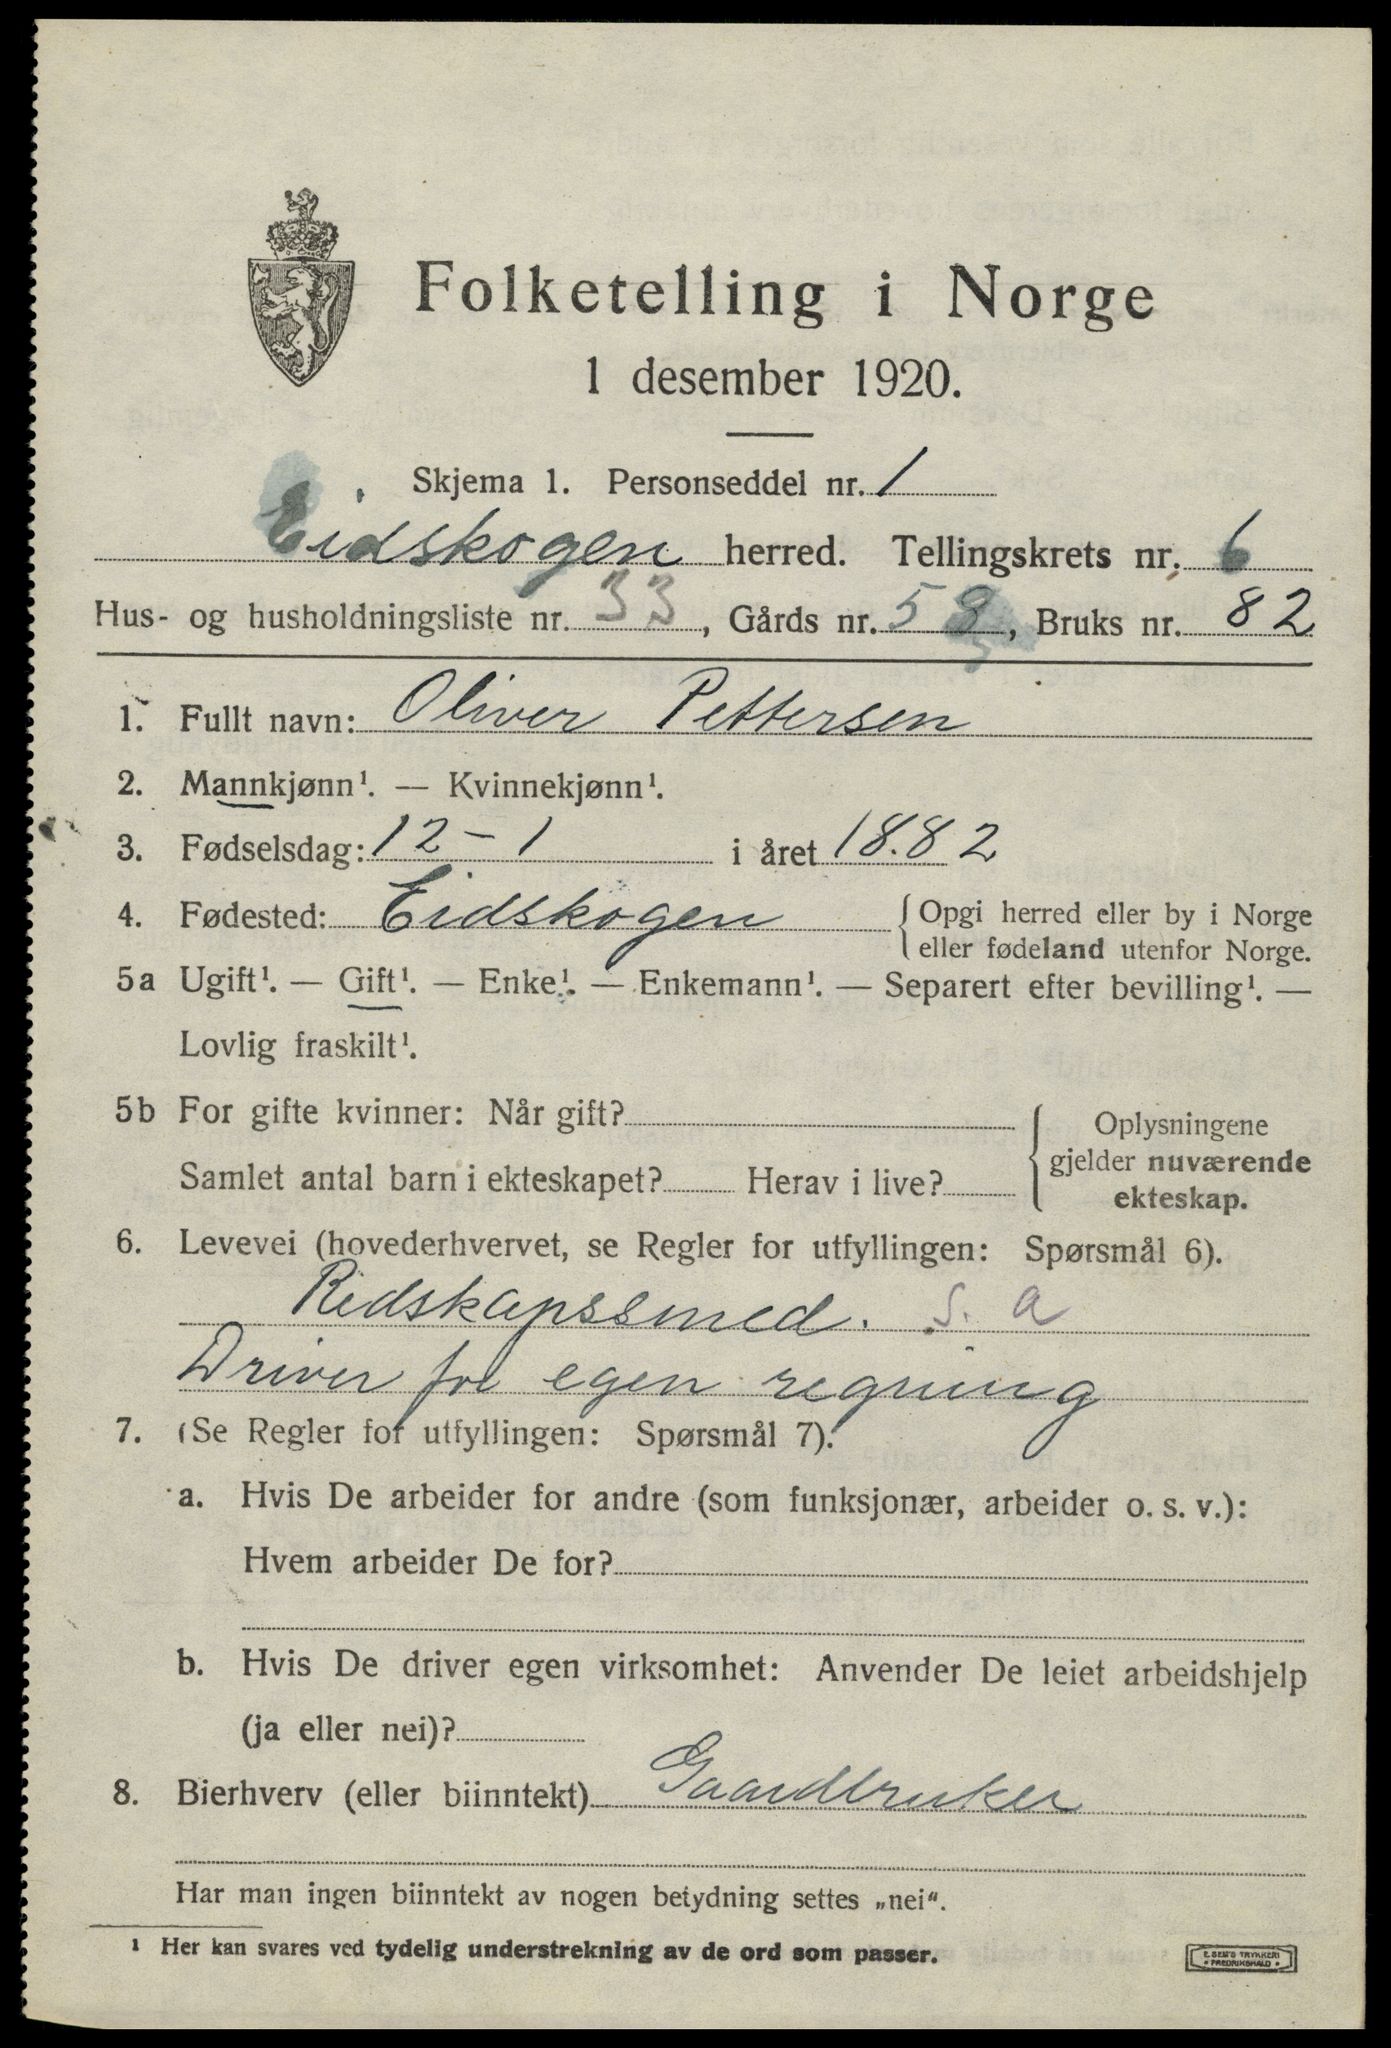 Folketelling i Norge
1 desember 1920.
Skjema 1. Personseddel nr. 1
Eidskogen herred. Tellingskrets nr. 6
Hus- og husholdningsliste nr. 33, Gårds nr. 58, Bruks nr. 82
1. Fullt navn: Oliver Pettersen
2. Mannkjønn¹. — Kvinnekjønn¹.
3. Fødselsdag: 12 - 1 i året 18.82
4. Fødested: Eidskogen {Opgi herred eller by i Norge
eller fødeland utenfor Norge.
5a Ugift¹. — Gift¹. — Enke¹. — Enkemann¹. — Separert efter bevilling¹. —
Lovlig fraskilt¹.
5b For gifte kvinner: Når gift?
Samlet antal barn i ekteskapet? Herav i live?
Oplysningene
gjelder nuværende
ekteskap.
6. Levevei (hovederhvervet, se Regler for utfyllingen: Spørsmål 6).
Redskapssmed. S. a
Driver for egen regning
7. (Se Regler for utfyllingen: Spørsmål 7).
a. Hvis De arbeider for andre (som funksjonær, arbeider o. s. v.):
Hvem arbeider De for?
b. Hvis De driver egen virksomhet: Anvender De leiet arbeidshjelp
(ja eller nei)?
8. Bierhverv (eller biinntekt) Gaardbruker
Har man ingen biinntekt av nogen betydning settes „nei“.
¹ Her kan svares ved tydelig understrekning av de ord som passer.
E. SEM'S TRYKKERI
• FREDRIKSHALD •